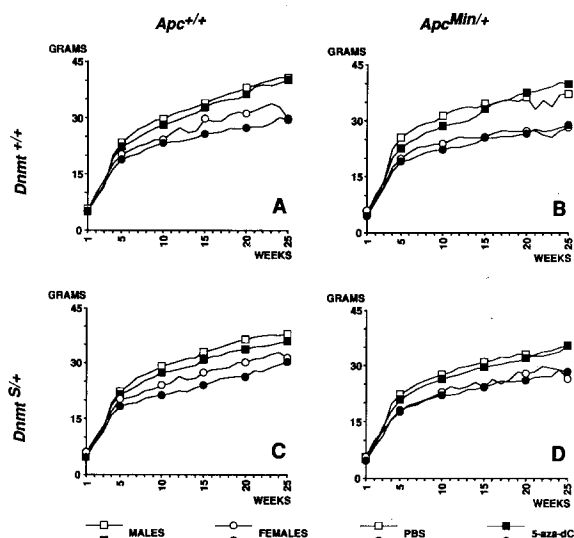 Apc+/+
ApcMin/+
Dnmt +/+
GRAMS
45
30
15
0
1
5
10
15
20
25
WEEKS
A
GRAMS
45
30
15
0
1
5
10
15
20
25
WEEKS
B
Dnmt S/+
GRAMS
45
30
15
0
1
5
10
15
20
25
WEEKS
C
GRAMS
45
30
15
0
1
5
10
15
20
25
WEEKS
D
MALES
FEMALES
PBS
5-aza-dC